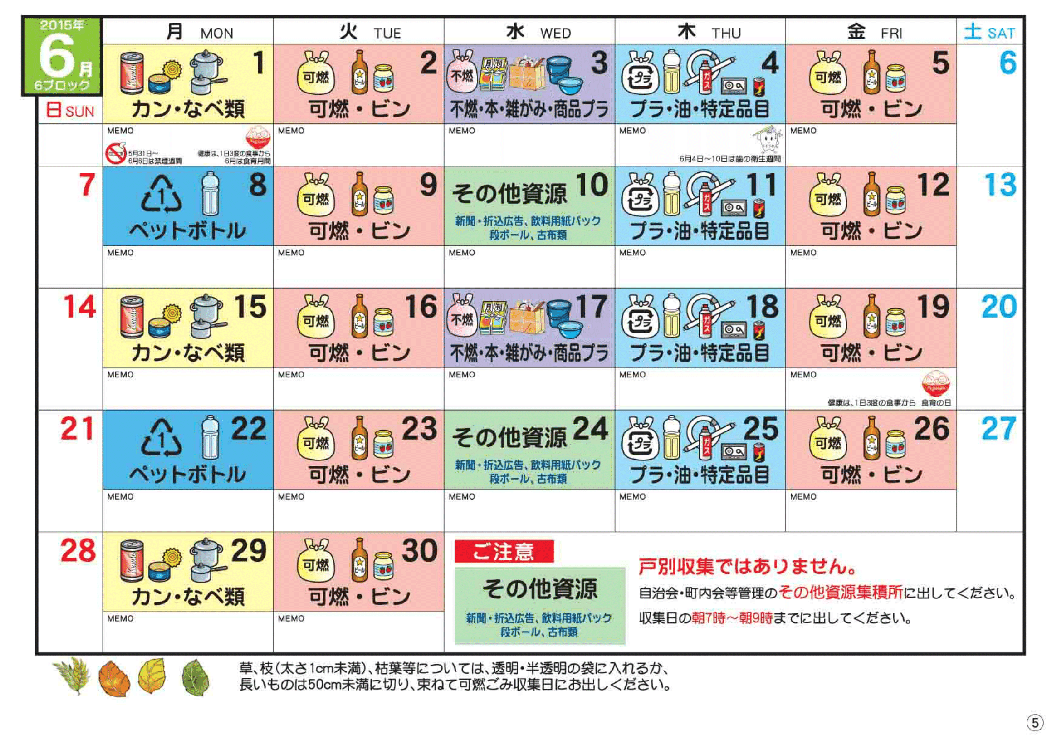 2015年
6月
6ブロック
日 SUN
月 MON
火 TUE
水 WED
木 THU
金 FRI
土 SAT
1
カン・なべ類
2
可燃
可燃・ビン
3
不燃
不燃・本・雑がみ・商品プラ
4
プラ
ガス
プラ・油・特定品目
5
可燃
可燃・ビン
6
MEMO
5月31日~
6月6日は禁煙週間
健康は、1日3回の食事から
6月は食育月間
MEMO
MEMO
MEMO
6月4日~10日は歯の衛生週間
MEMO
7
8
1
ペットボトル
9
可燃
可燃・ビン
その他資源 10
新聞・折込広告、飲料用紙パック
段ボール、古布類
11
プラ
ガス
プラ・油・特定品目
12
可燃
可燃・ビン
13
MEMO
MEMO
MEMO
MEMO
MEMO
14
15
カン・なべ類
16
可燃
可燃・ビン
17
不燃
不燃・本・雑がみ・商品プラ
18
プラ
ガス
プラ・油・特定品目
19
可燃
可燃・ビン
20
MEMO
MEMO
MEMO
MEMO
MEMO
健康は、1日3回の食事から 食育の日
21
22
1
ペットボトル
23
可燃
可燃・ビン
その他資源 24
新聞・折込広告、飲料用紙パック
段ボール、古布類
25
プラ
ガス
プラ・油・特定品目
26
可燃
可燃・ビン
27
MEMO
MEMO
MEMO
MEMO
MEMO
28
29
カン・なべ類
30
可燃
可燃・ビン
MEMO
MEMO
ご注意
その他資源
新聞・折込広告、飲料用紙パック
段ボール、古布類
戸別収集ではありません。
自治会・町内会等管理のその他資源集積所に出してください。
収集日の朝7時~朝9時までに出してください。
草、枝(太さ1cm未満)、枯葉等については、透明・半透明の袋に入れるか、
長いものは50cm未満に切り、束ねて可燃ごみ収集日にお出しください。
⑤